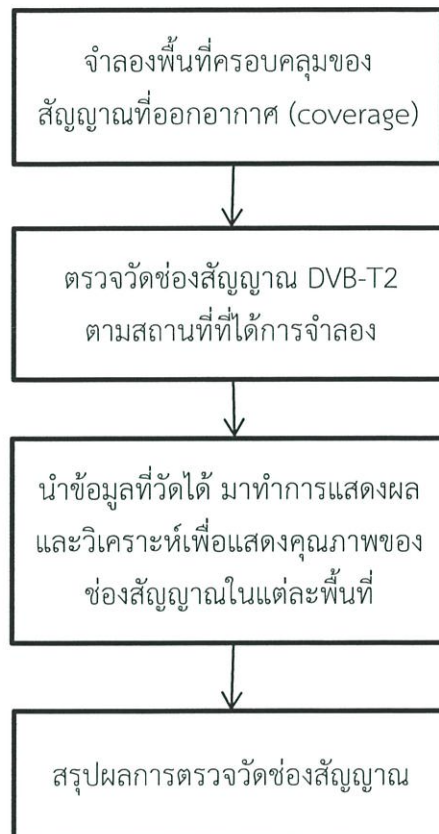 จำลองพื้นที่ครอบคลุมของ
สัญญาณที่ออกอากาศ (coverage)
ตรวจวัดช่องสัญญาณ DVB-T2
ตามสถานที่ที่ได้การจำลอง
นำข้อมูลที่วัดได้ มาทำการแสดงผล
และวิเคราะห์เพื่อแสดงคุณภาพของ
ช่องสัญญาณในแต่ละพื้นที่
สรุปผลการตรวจวัดช่องสัญญาณ